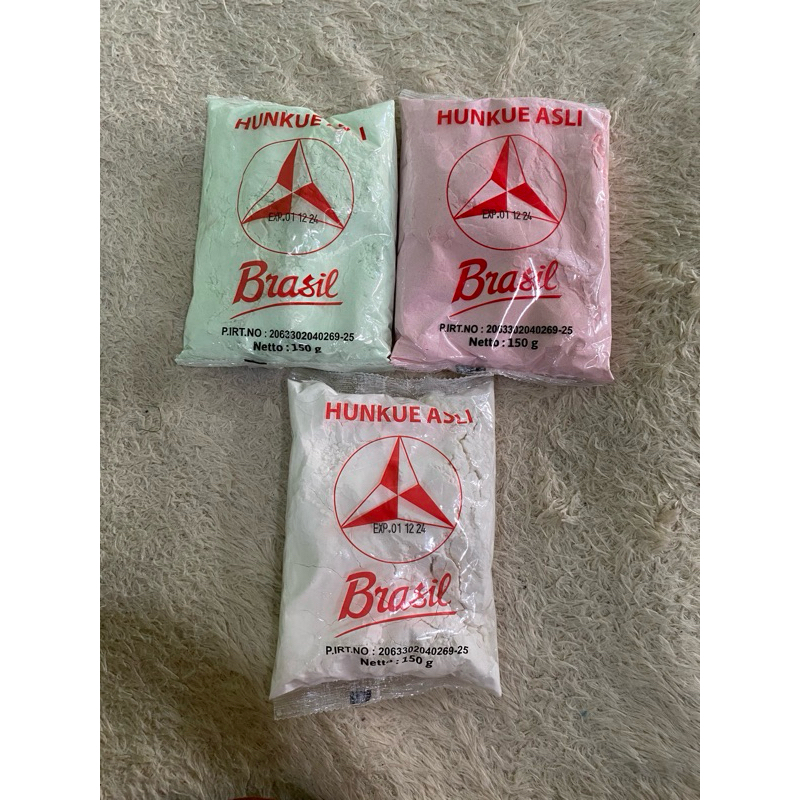 HUNKUE
EXP.01 12 24
Brasil
P.IRT.NO : 2063302040269-25
Netto : 150 g
HUNKUE ASLI
EXP.01 12 24
Brasil
P.IRT.NO : 2063302040269-25
Netto : 150 g
HUNKUE ASLI
EXP.01 12 24
Brasil
P.IRT.NO : 2063302040269-25
Netto : 150 g